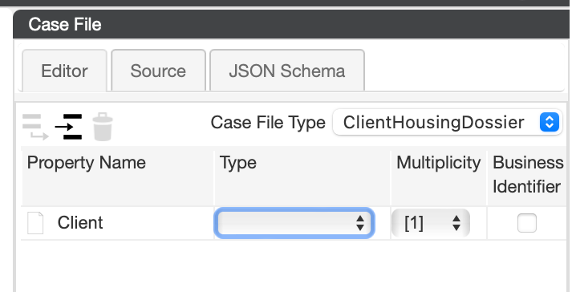 Case File
Editor
Source
JSON Schema
Case File Type
ClientHousingDossier
Property Name
Type
Multiplicity
Business
Identifier
Client
[1]